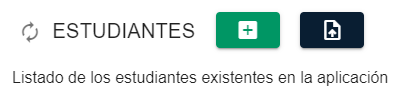 ESTUDIANTES
Listado de los estudiantes existentes en la aplicación